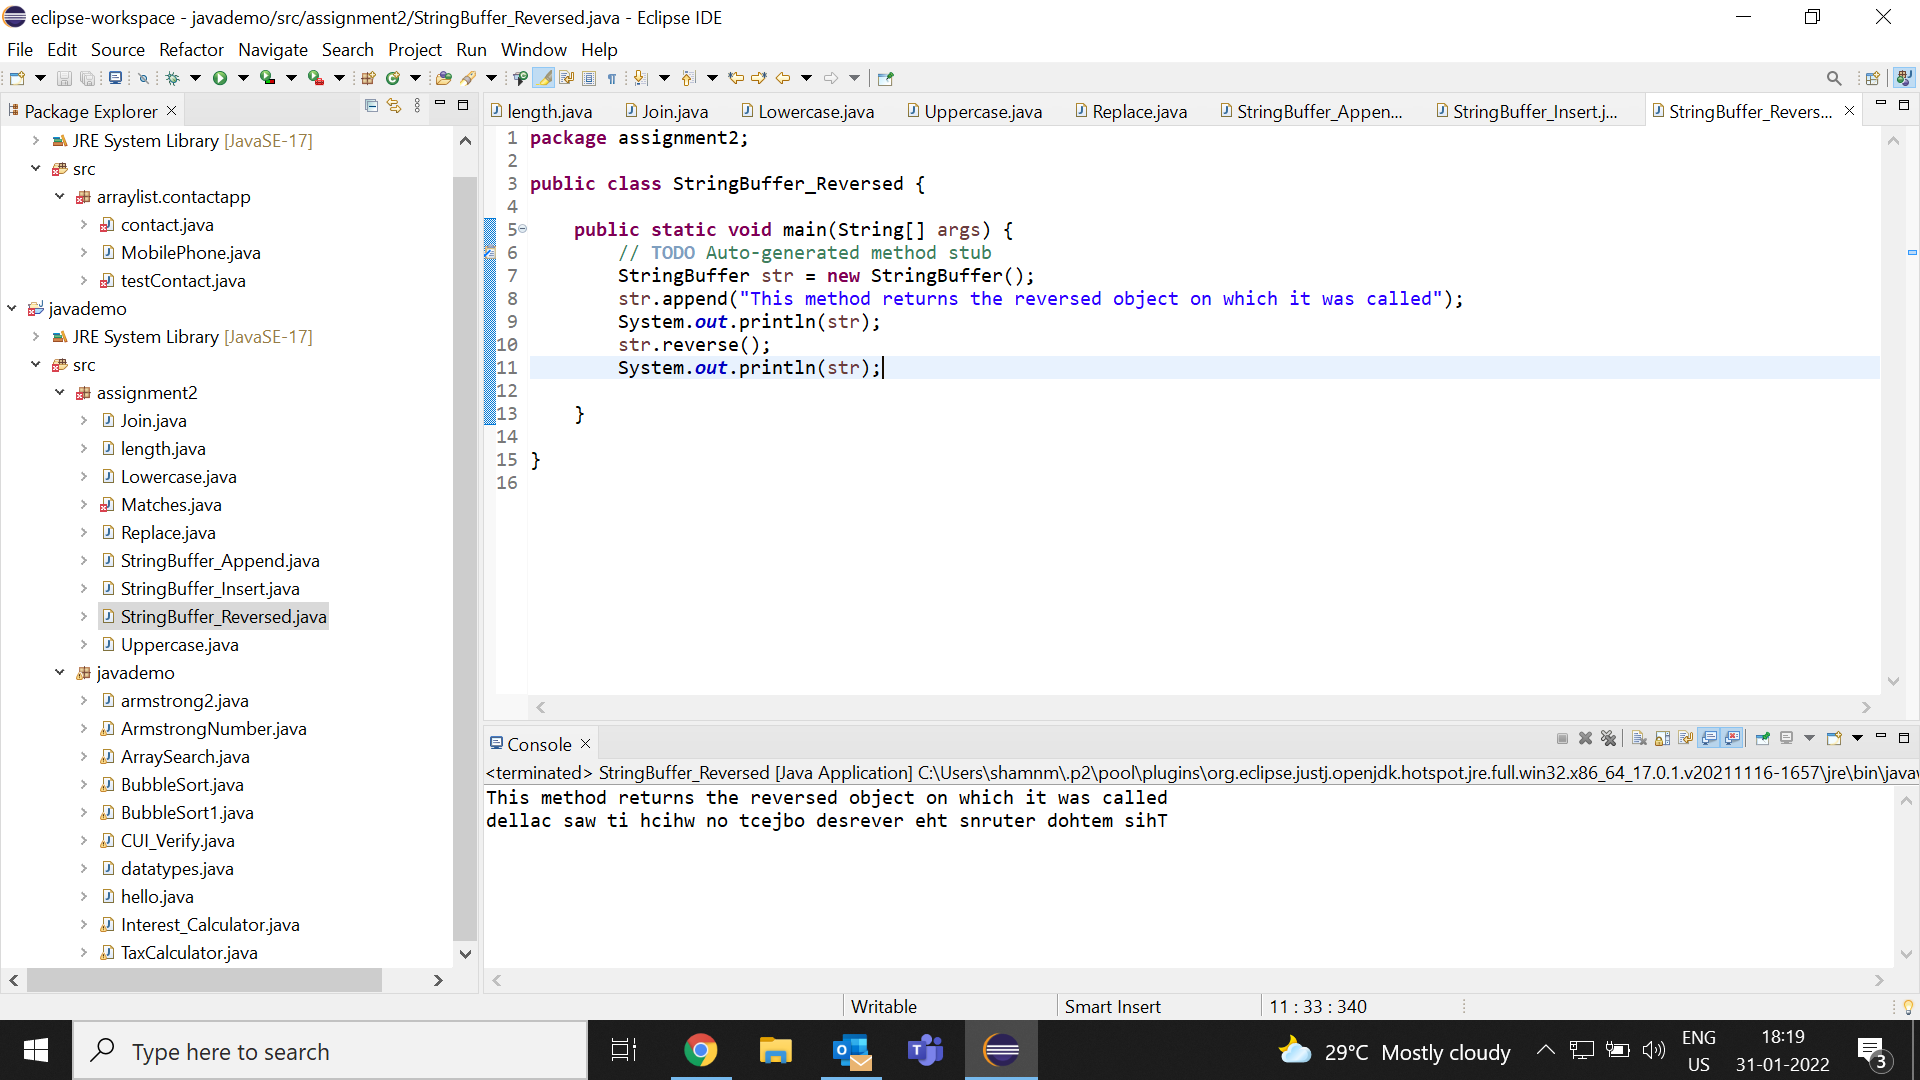 eclipse-workspace - javademo/src/assignment2/StringBuffer_Reversed.java - Eclipse IDE
File Edit Source Refactor Navigate Search Project Run Window Help
Package Explorer
JRE System Library [JavaSE-17]
src
arraylist.contactapp
contact.java
MobilePhone.java
testContact.java
javademo
JRE System Library [JavaSE-17]
src
assignment2
Join.java
length.java
Lowercase.java
Matches.java
Replace.java
StringBuffer_Append.java
StringBuffer_Insert.java
StringBuffer_Reversed.java
Uppercase.java
javademo
armstrong2.java
ArmstrongNumber.java
ArraySearch.java
BubbleSort.java
BubbleSort1.java
CUI_Verify.java
datatypes.java
hello.java
Interest_Calculator.java
TaxCalculator.java
length.java Join.java Lowercase.java Uppercase.java Replace.java StringBuffer_Appen... StringBuffer_Insert.j... StringBuffer_Revers...
1 package assignment2;
2
3 public class StringBuffer_Reversed {
4
5 public static void main(String[] args) {
6 // TODO Auto-generated method stub
7 StringBuffer str = new StringBuffer();
8 str.append("This method returns the reversed object on which it was called");
9 System.out.println(str);
10 str.reverse();
11 System.out.println(str);
12
13 }
14
15 }
16
Console
<terminated> StringBuffer_Reversed [Java Application] C:\Users\shamnm\.p2\pool\plugins\org.eclipse.justj.openjdk.hotspot.jre.full.win32.x86_64_17.0.1.v20211116-1657\jre\bin\java
This method returns the reversed object on which it was called
dellac saw ti hcihw no tcejbo desrever eht snruter dohtem sihT
Writable Smart Insert 11 : 33 : 340
Type here to search
29°C Mostly cloudy
ENG
US
18:19
31-01-2022
3